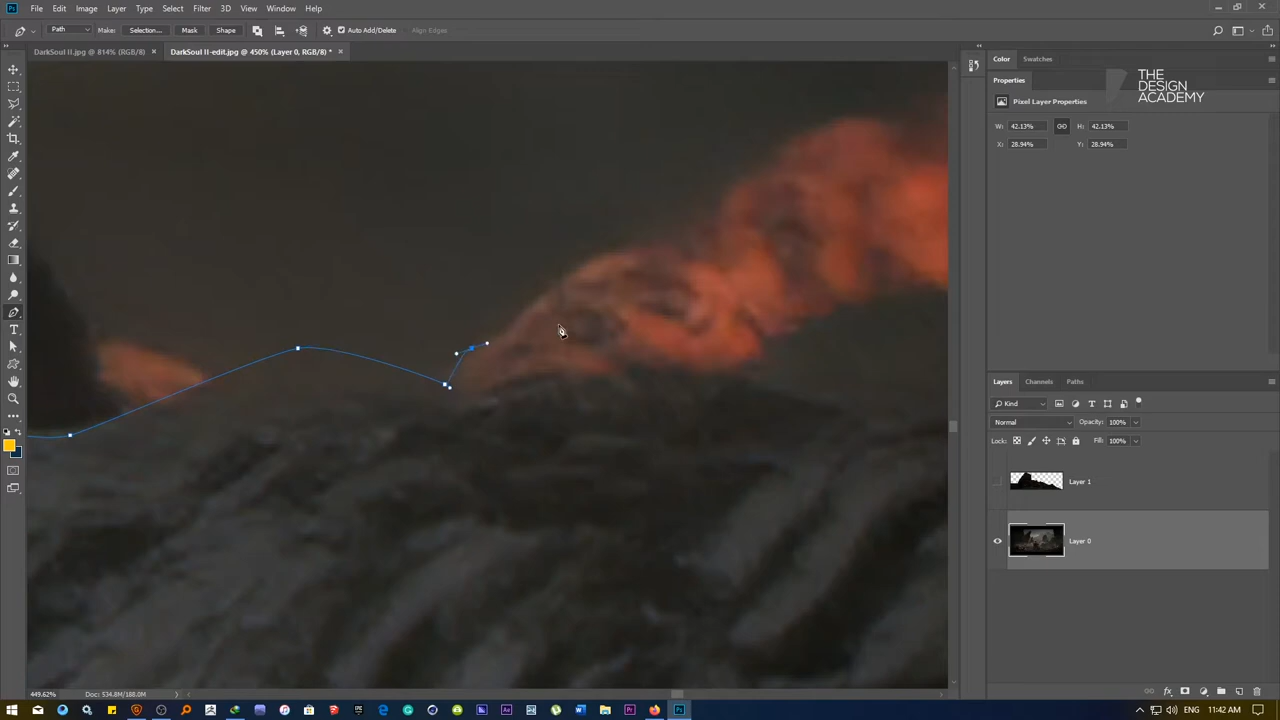 File Edit Image Layer Type Select Filter 3D View Window Help
Path Make: Selection... Mask Shape Auto Add/Delete Align Edges
DarkSoul II.jpg @ 814% (RGB/8) × DarkSoul II-edit.jpg @ 450% (Layer 0, RGB/8) * ×
Color Swatches
Properties
THE
DESIGN
ACADEMY
Pixel Layer Properties
W: 42.13% H: 42.13%
X: 28.94% Y: 28.94%
Layers Channels Paths
Kind
Normal Opacity: 100%
Lock: Fill: 100%
Layer 1
Layer 0
449.62% Doc: 534.8M/188.0M
ENG 11:42 AM